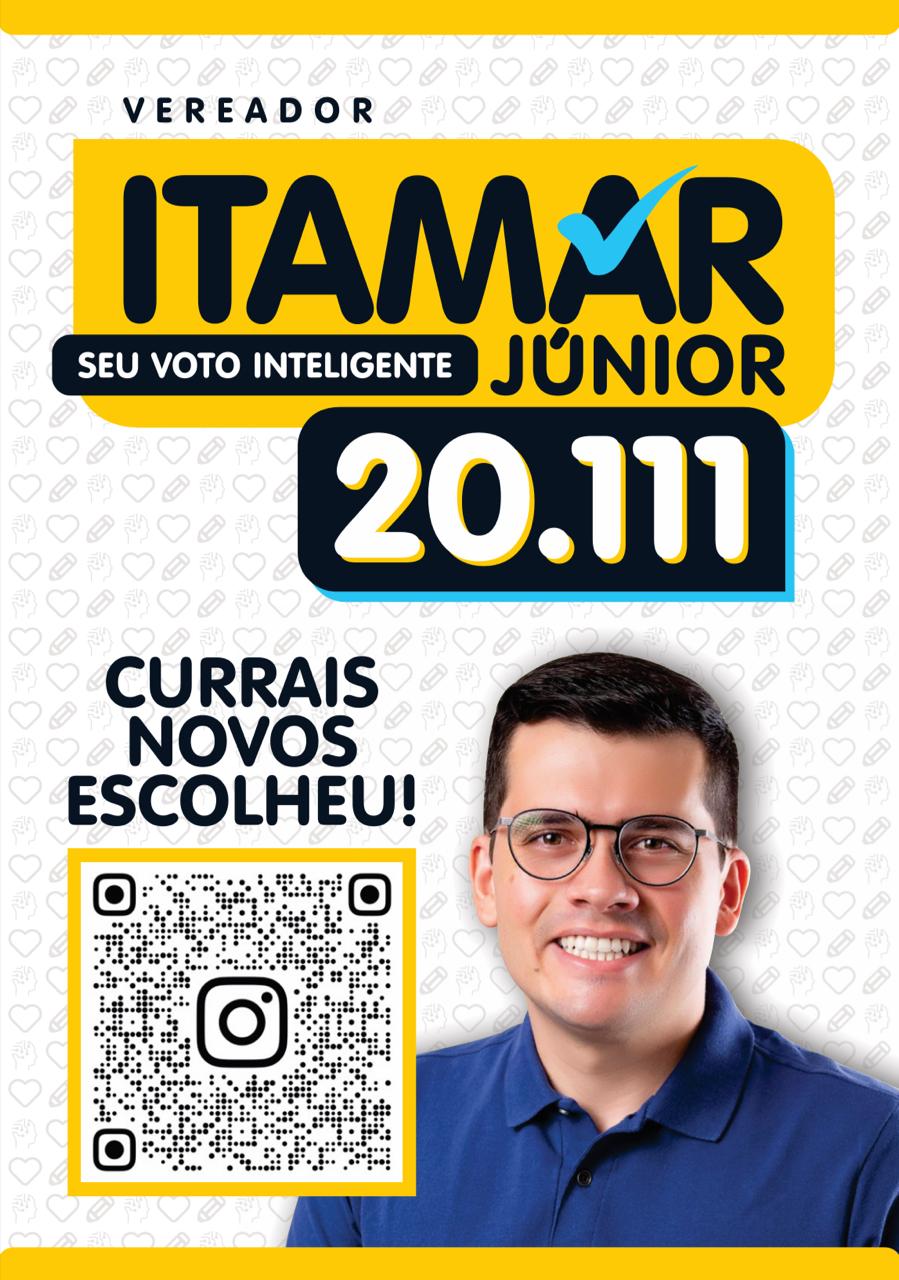 VEREADOR
ITAMAR
SEU VOTO INTELIGENTE JÚNIOR
20.111
CURRAIS
NOVOS
ESCOLHEU!